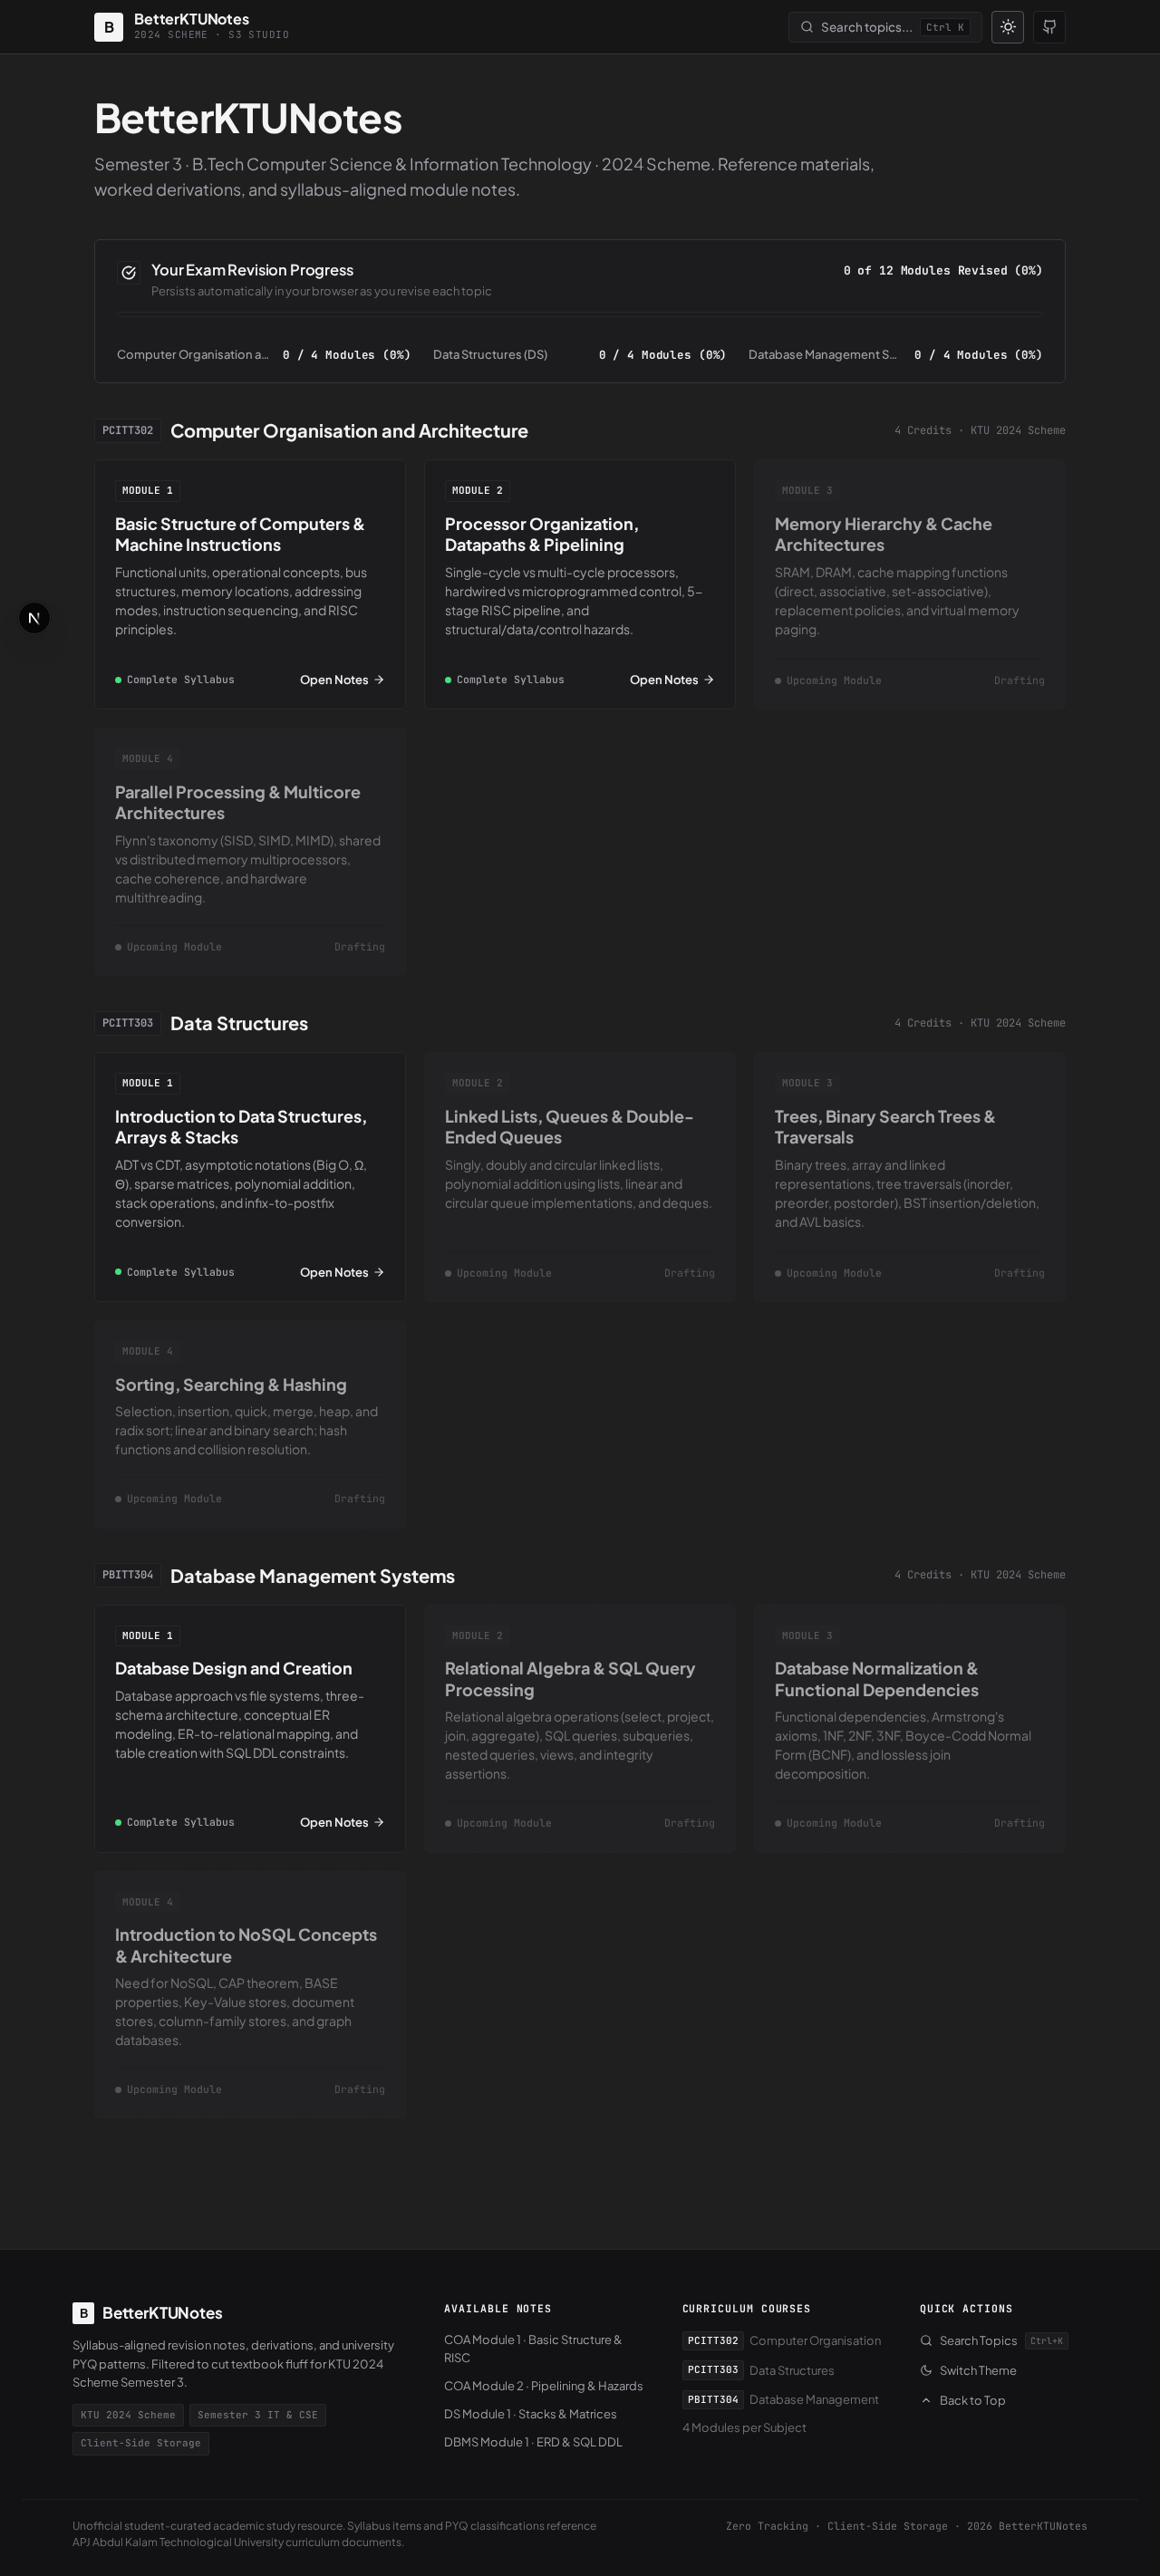 B BetterKTUNotes
2024 SCHEME · S3 STUDIO
Search topics... Ctrl K
BetterKTUNotes
Semester 3 · B.Tech Computer Science & Information Technology · 2024 Scheme. Reference materials,
worked derivations, and syllabus-aligned module notes.
Your Exam Revision Progress
0 of 12 Modules Revised (0%)
Persists automatically in your browser as you revise each topic
Computer Organisation a... 0 / 4 Modules (0%)
Data Structures (DS) 0 / 4 Modules (0%)
Database Management S... 0 / 4 Modules (0%)
PCITT302 Computer Organisation and Architecture
4 Credits · KTU 2024 Scheme
MODULE 1
Basic Structure of Computers &
Machine Instructions
Functional units, operational concepts, bus
structures, memory locations, addressing
modes, instruction sequencing, and RISC
principles.
Complete Syllabus Open Notes →
MODULE 2
Processor Organization,
Datapaths & Pipelining
Single-cycle vs multi-cycle processors,
hardwired vs microprogrammed control, 5-
stage RISC pipeline, and
structural/data/control hazards.
Complete Syllabus Open Notes →
MODULE 3
Memory Hierarchy & Cache
Architectures
SRAM, DRAM, cache mapping functions
(direct, associative, set-associative),
replacement policies, and virtual memory
paging.
Upcoming Module Drafting
N
MODULE 4
Parallel Processing & Multicore
Architectures
Flynn's taxonomy (SISD, SIMD, MIMD), shared
vs distributed memory multiprocessors,
cache coherence, and hardware
multithreading.
Upcoming Module Drafting
PCITT303 Data Structures
4 Credits · KTU 2024 Scheme
MODULE 1
Introduction to Data Structures,
Arrays & Stacks
ADT vs CDT, asymptotic notations (Big O, Ω,
Θ), sparse matrices, polynomial addition,
stack operations, and infix-to-postfix
conversion.
Complete Syllabus Open Notes →
MODULE 2
Linked Lists, Queues & Double-
Ended Queues
Singly, doubly and circular linked lists,
polynomial addition using lists, linear and
circular queue implementations, and deques.
Upcoming Module Drafting
MODULE 3
Trees, Binary Search Trees &
Traversals
Binary trees, array and linked
representations, tree traversals (inorder,
preorder, postorder), BST insertion/deletion,
and AVL basics.
Upcoming Module Drafting
MODULE 4
Sorting, Searching & Hashing
Selection, insertion, quick, merge, heap, and
radix sort; linear and binary search; hash
functions and collision resolution.
Upcoming Module Drafting
PBITT304 Database Management Systems
4 Credits · KTU 2024 Scheme
MODULE 1
Database Design and Creation
Database approach vs file systems, three-
schema architecture, conceptual ER
modeling, ER-to-relational mapping, and
table creation with SQL DDL constraints.
Complete Syllabus Open Notes →
MODULE 2
Relational Algebra & SQL Query
Processing
Relational algebra operations (select, project,
join, aggregate), SQL queries, subqueries,
nested queries, views, and integrity
assertions.
Upcoming Module Drafting
MODULE 3
Database Normalization &
Functional Dependencies
Functional dependencies, Armstrong's
axioms, 1NF, 2NF, 3NF, Boyce-Codd Normal
Form (BCNF), and lossless join
decomposition.
Upcoming Module Drafting
MODULE 4
Introduction to NoSQL Concepts
& Architecture
Need for NoSQL, CAP theorem, BASE
properties, Key-Value stores, document
stores, column-family stores, and graph
databases.
Upcoming Module Drafting
B BetterKTUNotes
Syllabus-aligned revision notes, derivations, and university
PYQ patterns. Filtered to cut textbook fluff for KTU 2024
Scheme Semester 3.
KTU 2024 Scheme Semester 3 IT & CSE
Client-Side Storage
AVAILABLE NOTES
COA Module 1 · Basic Structure &
RISC
COA Module 2 · Pipelining & Hazards
DS Module 1 · Stacks & Matrices
DBMS Module 1 · ERD & SQL DDL
CURRICULUM COURSES
PCITT302 Computer Organisation
PCITT303 Data Structures
PBITT304 Database Management
4 Modules per Subject
QUICK ACTIONS
Search Topics Ctrl+K
Switch Theme
Back to Top
Unofficial student-curated academic study resource. Syllabus items and PYQ classifications reference
APJ Abdul Kalam Technological University curriculum documents.
Zero Tracking · Client-Side Storage · 2026 BetterKTUNotes